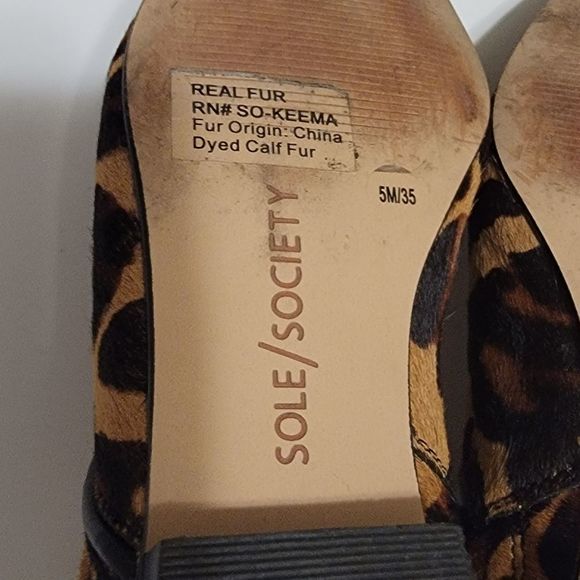 REAL FUR
RN# SO-KEEMA
Fur Origin: China
Dyed Calf Fur
5M/35
SOLE/SOCIETY